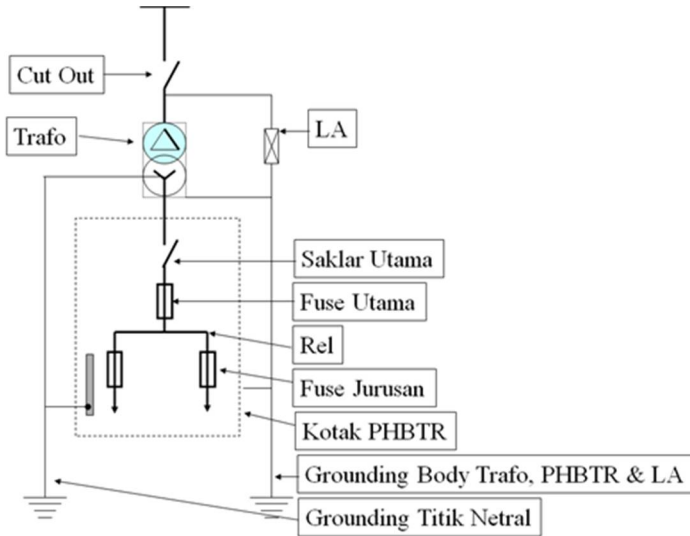 Cut Out
Trafo
LA
Saklar Utama
Fuse Utama
Rel
Fuse Jurusan
Kotak PHBTR
Grounding Body Trafo, PHBTR & LA
Grounding Titik Netral